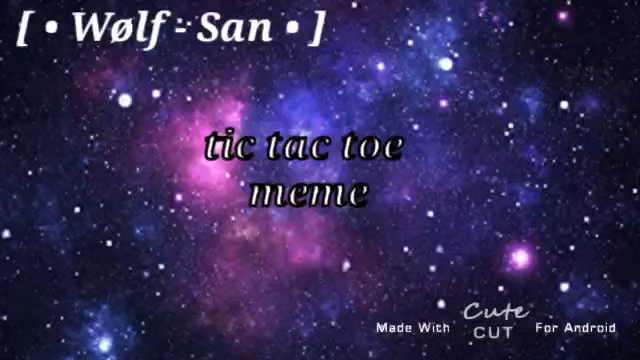 [ • Wølf - San • ]
tic tac toe
meme
Made With Cute CUT For Android